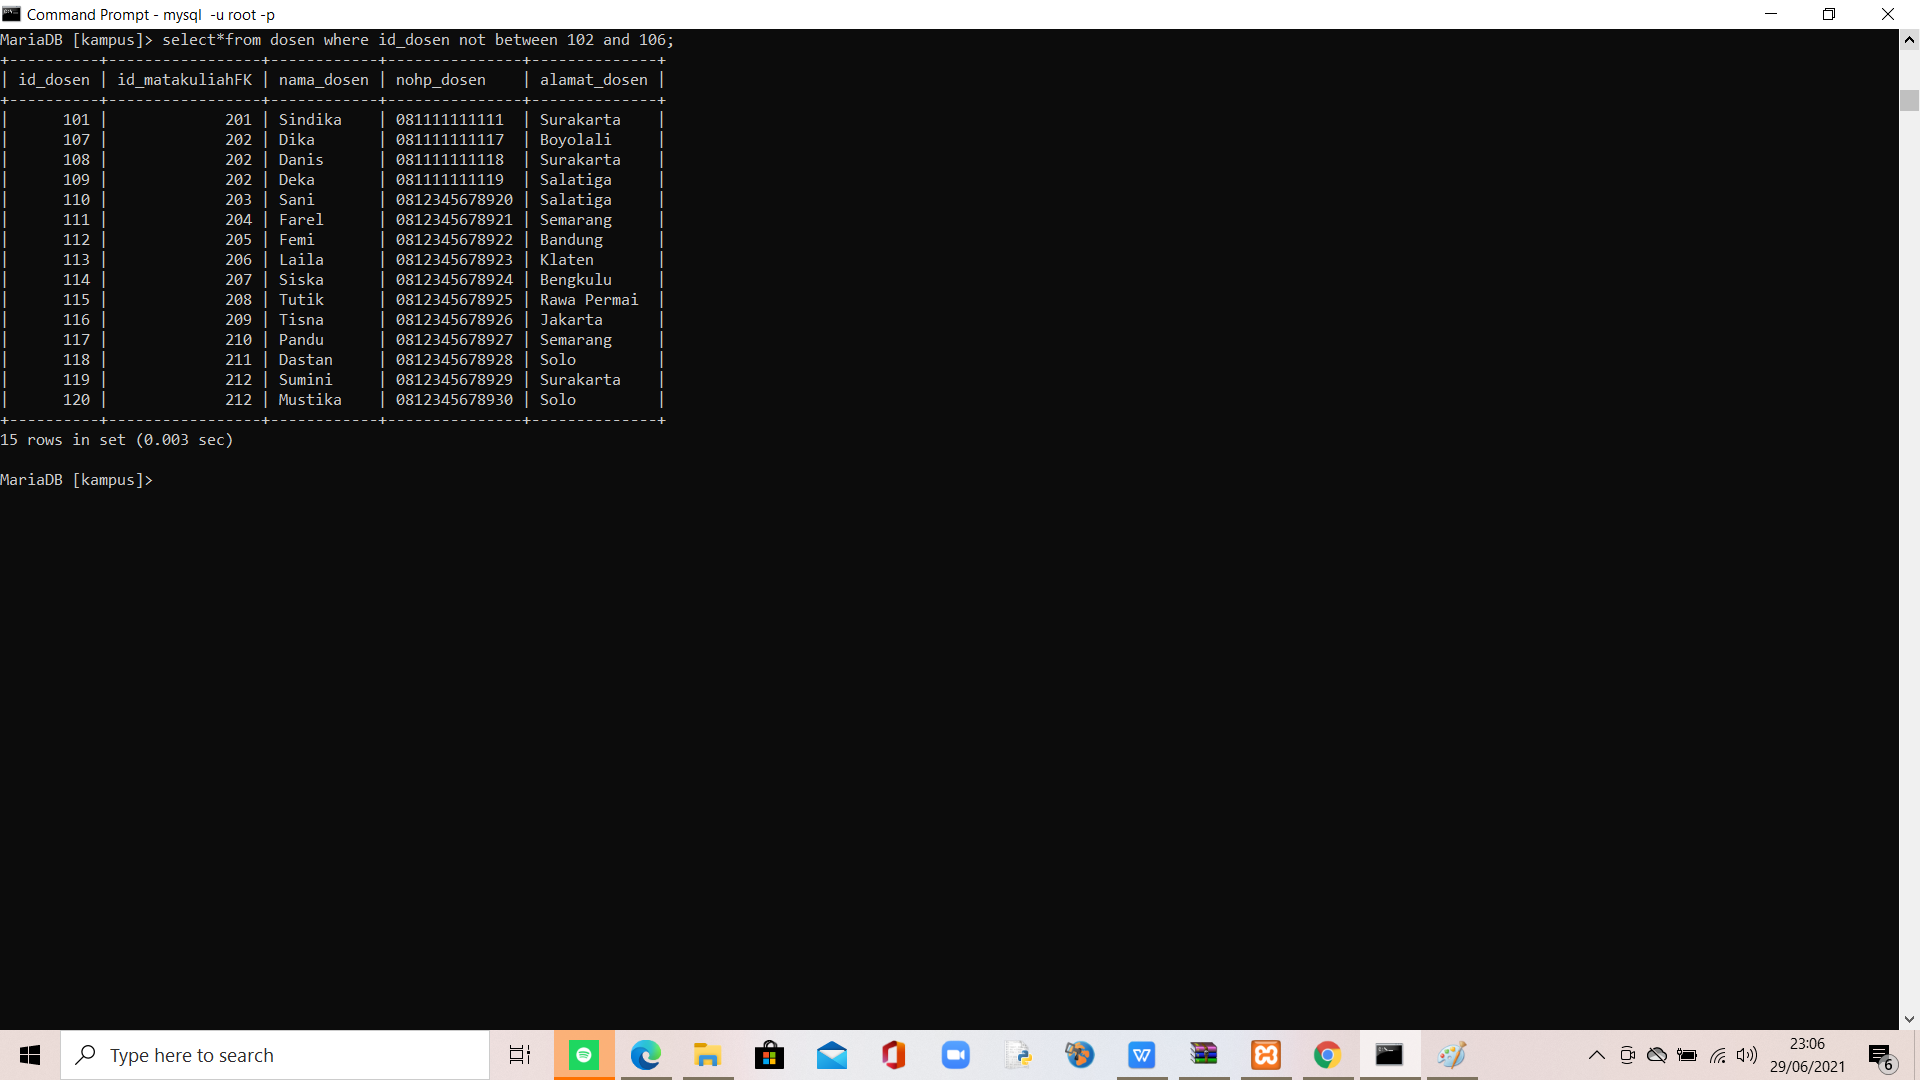 Command Prompt - mysql  -u root -p
MariaDB [kampus]> select*from dosen where id_dosen not between 102 and 106;
+----------+-----------------+------------+---------------+--------------+
| id_dosen | id_matakuliahFK | nama_dosen | nohp_dosen    | alamat_dosen |
+----------+-----------------+------------+---------------+--------------+
|      101 |             201 | Sindika    | 081111111111  | Surakarta    |
|      107 |             202 | Dika       | 081111111117  | Boyolali     |
|      108 |             202 | Danis      | 081111111118  | Surakarta    |
|      109 |             202 | Deka       | 081111111119  | Salatiga     |
|      110 |             203 | Sani       | 0812345678920 | Salatiga     |
|      111 |             204 | Farel      | 0812345678921 | Semarang     |
|      112 |             205 | Femi       | 0812345678922 | Bandung      |
|      113 |             206 | Laila      | 0812345678923 | Klaten       |
|      114 |             207 | Siska      | 0812345678924 | Bengkulu     |
|      115 |             208 | Tutik      | 0812345678925 | Rawa Permai  |
|      116 |             209 | Tisna      | 0812345678926 | Jakarta      |
|      117 |             210 | Pandu      | 0812345678927 | Semarang     |
|      118 |             211 | Dastan     | 0812345678928 | Solo         |
|      119 |             212 | Sumini     | 0812345678929 | Surakarta    |
|      120 |             212 | Mustika    | 0812345678930 | Solo         |
+----------+-----------------+------------+---------------+--------------+
15 rows in set (0.003 sec)
MariaDB [kampus]>
Type here to search
23:06
29/06/2021
6